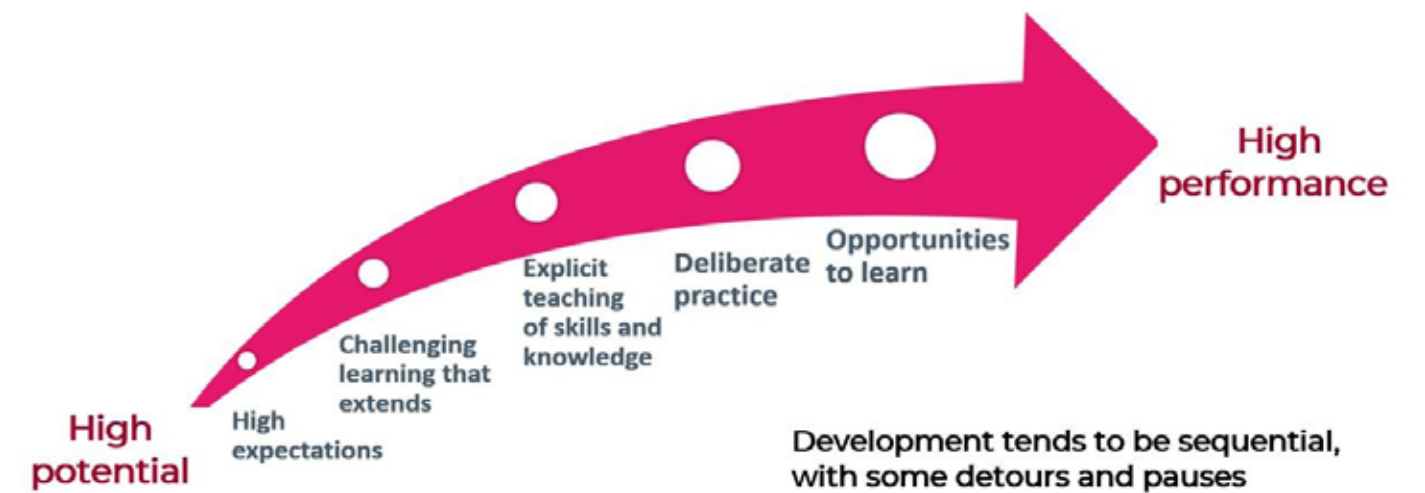 High
potential
High
expectations
Challenging
learning that
extends
Explicit
teaching
of skills and
knowledge
Deliberate
practice
Opportunities
to learn
High
performance
Development tends to be sequential,
with some detours and pauses